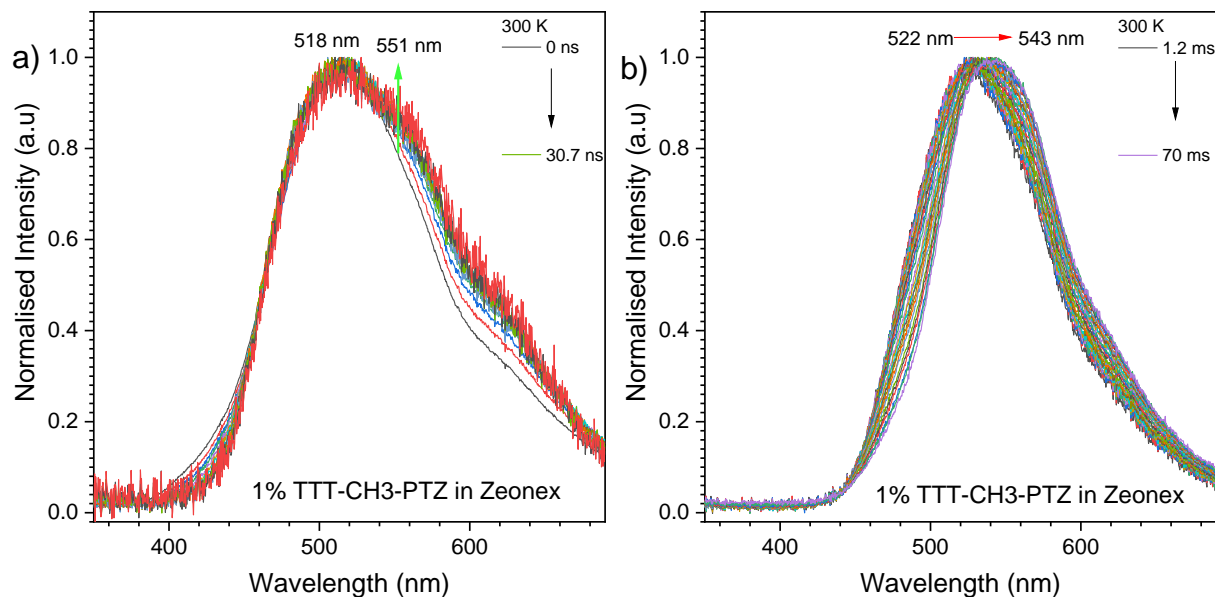 a)
518 nm
551 nm
300 K
0 ns
30.7 ns
1.0
0.8
0.6
0.4
0.2
0.0
Normalised Intensity (a.u)
1% TTT-CH3-PTZ in Zeonex
400
500
600
Wavelength (nm)
b)
522 nm
543 nm
300 K
1.2 ms
70 ms
1.0
0.8
0.6
0.4
0.2
0.0
Normalised Intensity (a.u)
1% TTT-CH3-PTZ in Zeonex
400
500
600
Wavelength (nm)